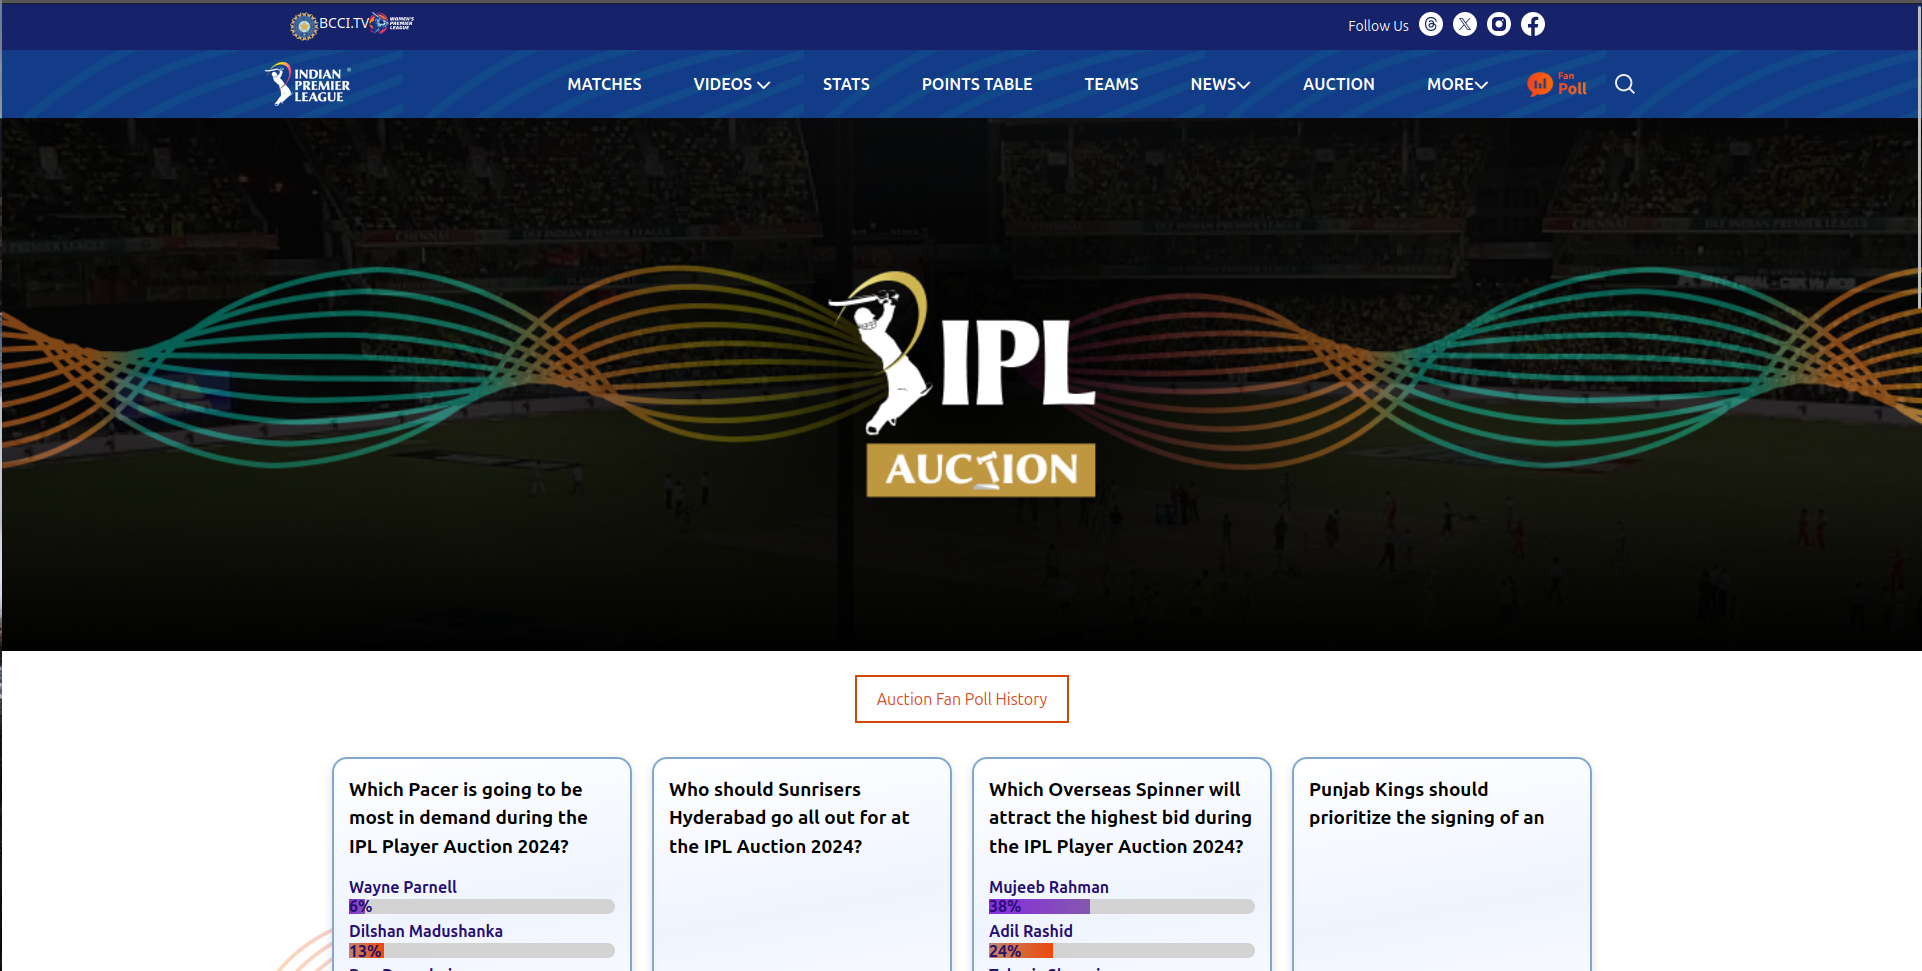 BCCI.TV
WOMEN'S
PREMIER
LEAGUE
Follow Us
INDIAN
PREMIER
LEAGUE
MATCHES
VIDEOS
STATS
POINTS TABLE
TEAMS
NEWS
AUCTION
MORE
Fan
Poll
IPL
AUCTION
Auction Fan Poll History
Which Pacer is going to be
most in demand during the
IPL Player Auction 2024?
Wayne Parnell
6%
Dilshan Madushanka
13%
Who should Sunrisers
Hyderabad go all out for at
the IPL Auction 2024?
Which Overseas Spinner will
attract the highest bid during
the IPL Player Auction 2024?
Mujeeb Rahman
38%
Adil Rashid
24%
Punjab Kings should
prioritize the signing of an